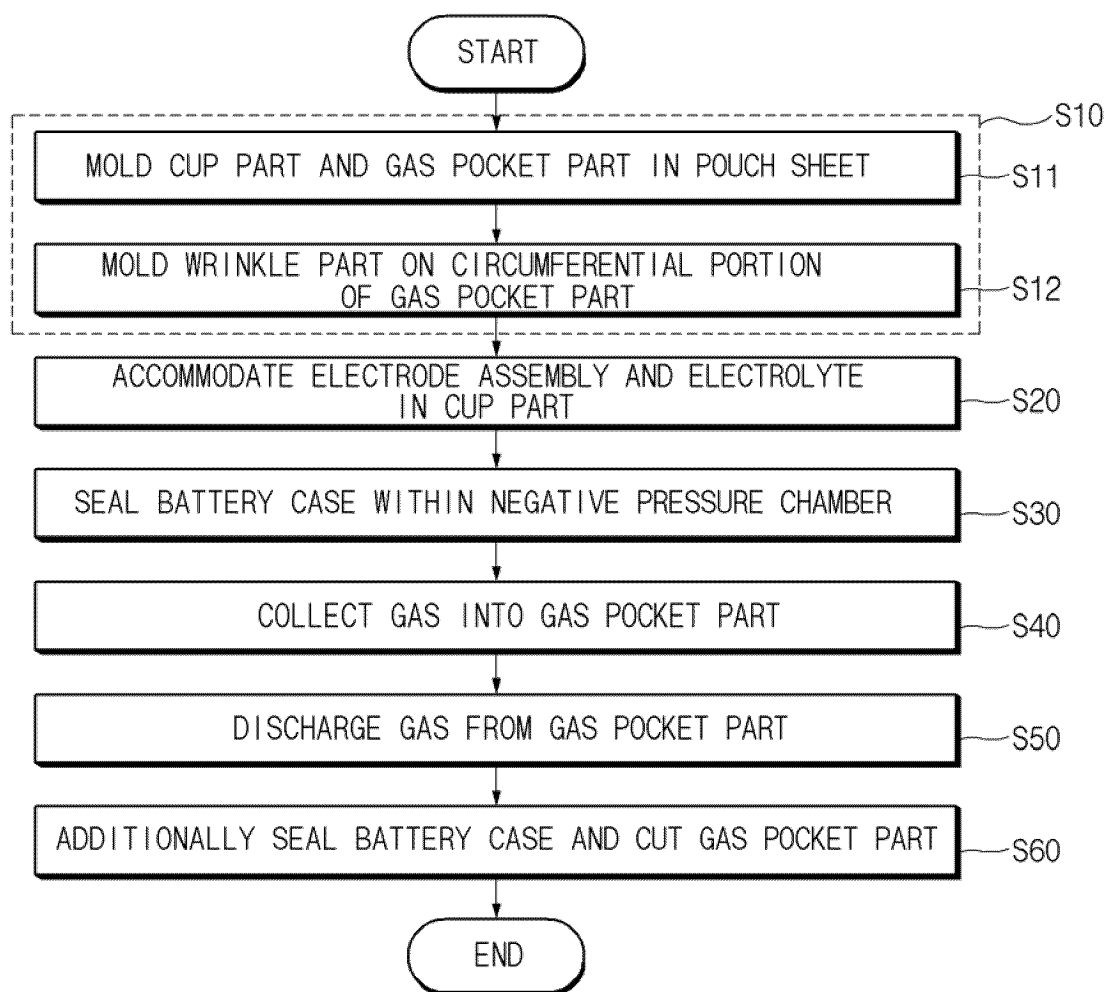 START
S10
MOLD CUP PART AND GAS POCKET PART IN POUCH SHEET
S11
MOLD WRINKLE PART ON CIRCUMFERENTIAL PORTION
OF GAS POCKET PART
S12
ACCOMMODATE ELECTRODE ASSEMBLY AND ELECTROLYTE
IN CUP PART
S20
SEAL BATTERY CASE WITHIN NEGATIVE PRESSURE CHAMBER
S30
COLLECT GAS INTO GAS POCKET PART
S40
DISCHARGE GAS FROM GAS POCKET PART
S50
ADDITIONALLY SEAL BATTERY CASE AND CUT GAS POCKET PART
S60
END